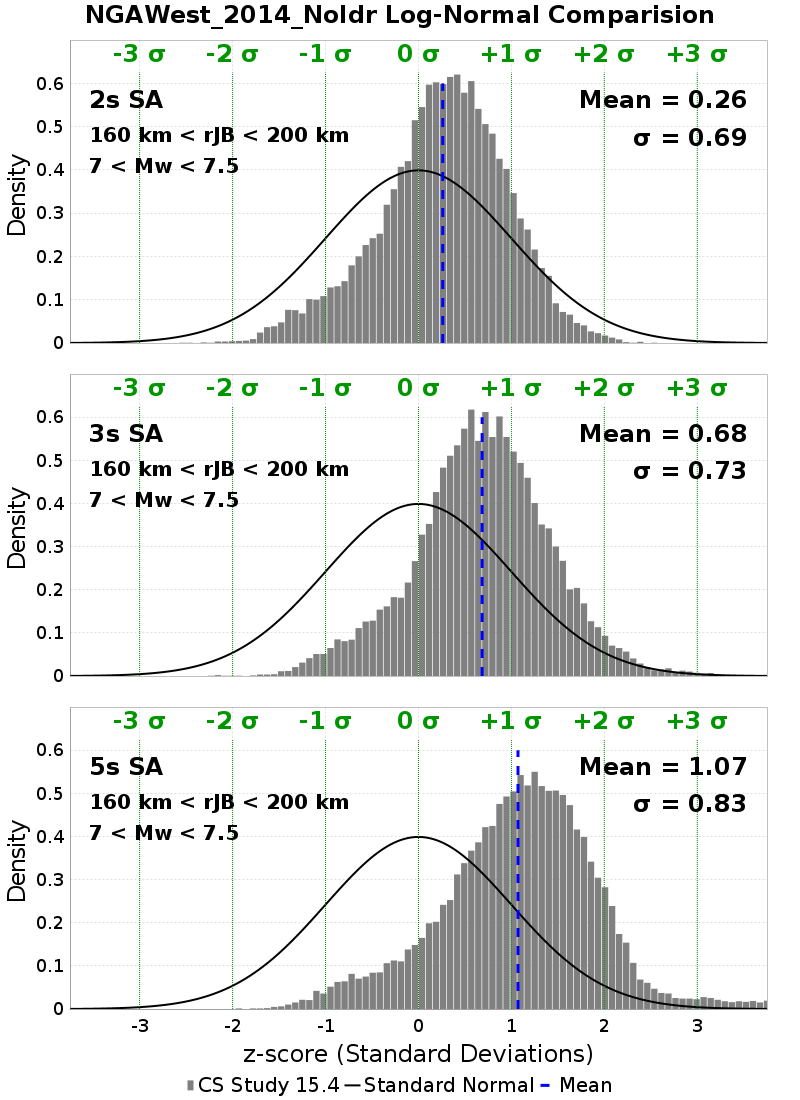 NGAWest_2014_NoIdr Log-Normal Comparision
-3 σ -2 σ -1 σ 0 σ +1 σ +2 σ +3 σ
0.6
2s SA Mean = 0.26
0.5
160 km < rJB < 200 km σ = 0.69
0.4
7 < Mw < 7.5
0.3
0.2
0.1
0
Density
-3 σ -2 σ -1 σ 0 σ +1 σ +2 σ +3 σ
0.6
3s SA Mean = 0.68
0.5
160 km < rJB < 200 km σ = 0.73
0.4
7 < Mw < 7.5
0.3
0.2
0.1
0
Density
-3 σ -2 σ -1 σ 0 σ +1 σ +2 σ +3 σ
0.6
5s SA Mean = 1.07
0.5
160 km < rJB < 200 km σ = 0.83
0.4
7 < Mw < 7.5
0.3
0.2
0.1
0
Density
-3 -2 -1 0 1 2 3
z-score (Standard Deviations)
CS Study 15.4 Standard Normal Mean